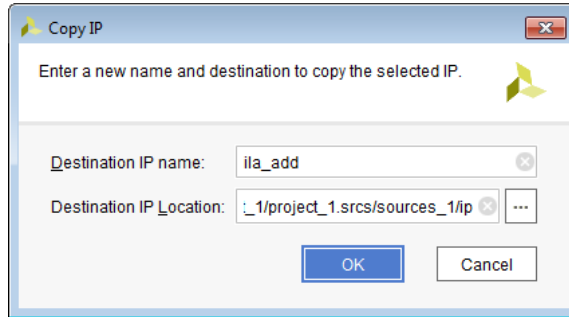 Copy IP
Enter a new name and destination to copy the selected IP.
Destination IP name: ila_add
Destination IP Location: :_1/project_1.srcs/sources_1/ip ...
OK Cancel